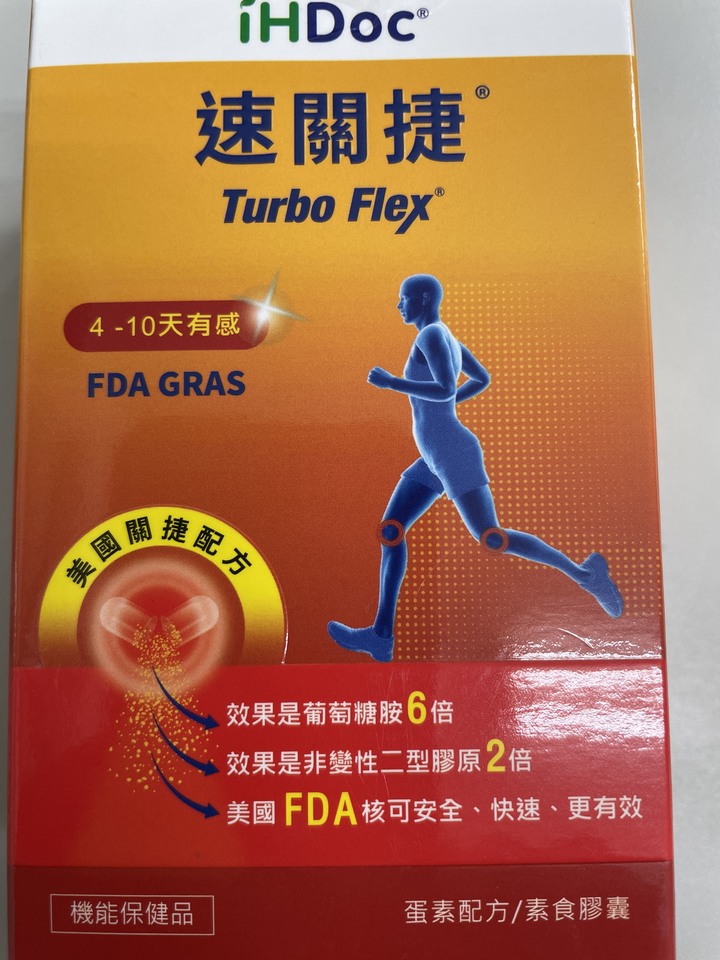 iHDoc®
速關捷®
Turbo Flex®
4 -10天有感
FDA GRAS
美國關捷配方
效果是葡萄糖胺6倍
效果是非變性二型膠原2倍
美國FDA核可安全、快速、更有效
機能保健品
蛋素配方/素食膠囊